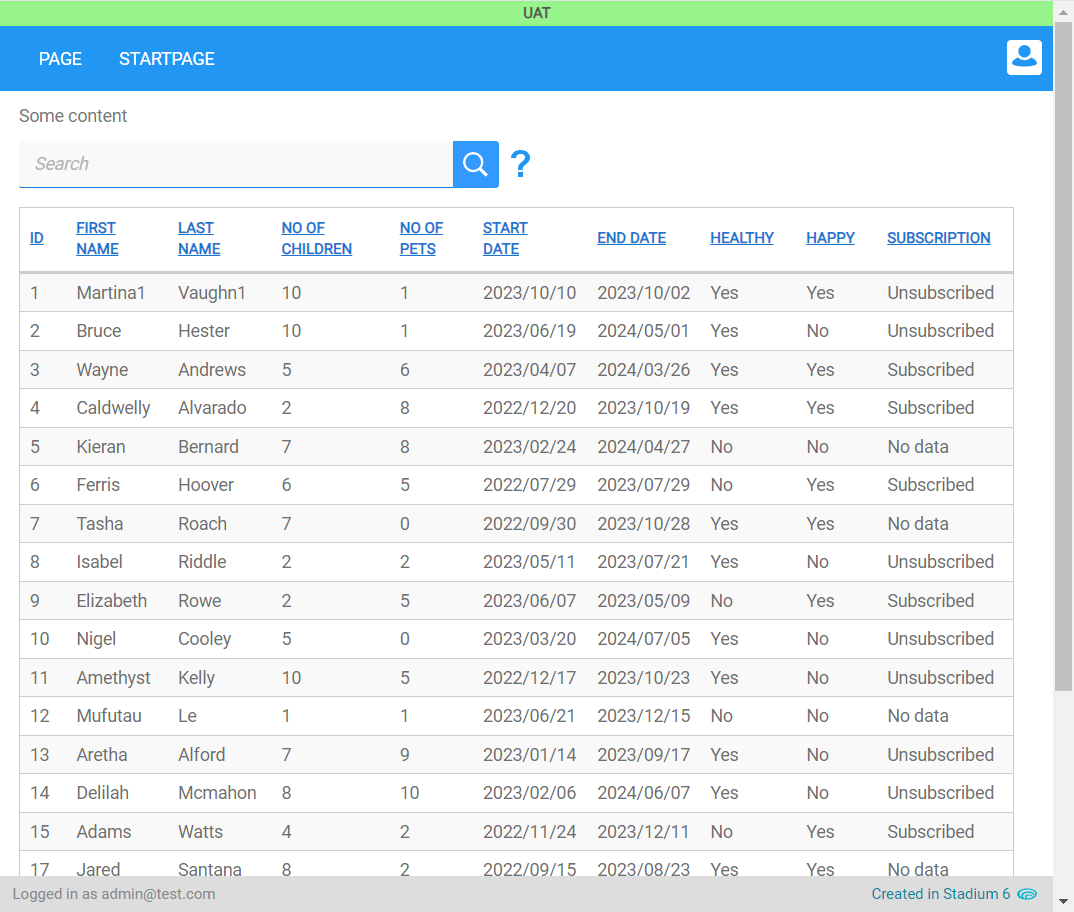 UAT
PAGE STARTPAGE
Some content
Search ?
ID FIRST NAME LAST NAME NO OF CHILDREN NO OF PETS START DATE END DATE HEALTHY HAPPY SUBSCRIPTION
1 Martina1 Vaughn1 10 1 2023/10/10 2023/10/02 Yes Yes Unsubscribed
2 Bruce Hester 10 1 2023/06/19 2024/05/01 Yes No Unsubscribed
3 Wayne Andrews 5 6 2023/04/07 2024/03/26 Yes Yes Subscribed
4 Caldwelly Alvarado 2 8 2022/12/20 2023/10/19 Yes Yes Subscribed
5 Kieran Bernard 7 8 2023/02/24 2024/04/27 No No No data
6 Ferris Hoover 6 5 2022/07/29 2023/07/29 No Yes Subscribed
7 Tasha Roach 7 0 2022/09/30 2023/10/28 Yes Yes No data
8 Isabel Riddle 2 2 2023/05/11 2023/07/21 Yes No Unsubscribed
9 Elizabeth Rowe 2 5 2023/06/07 2023/05/09 No Yes Subscribed
10 Nigel Cooley 5 0 2023/03/20 2024/07/05 Yes No Unsubscribed
11 Amethyst Kelly 10 5 2022/12/17 2023/10/23 Yes No Unsubscribed
12 Mufutau Le 1 1 2023/06/21 2023/12/15 No No No data
13 Aretha Alford 7 9 2023/01/14 2023/09/17 Yes No Unsubscribed
14 Delilah Mcmahon 8 10 2023/02/06 2024/06/07 Yes No Unsubscribed
15 Adams Watts 4 2 2022/11/24 2023/12/11 No Yes Subscribed
17 Jared Santana 8 2 2022/09/15 2023/08/23 Yes Yes No data
Logged in as admin@test.com Created in Stadium 6